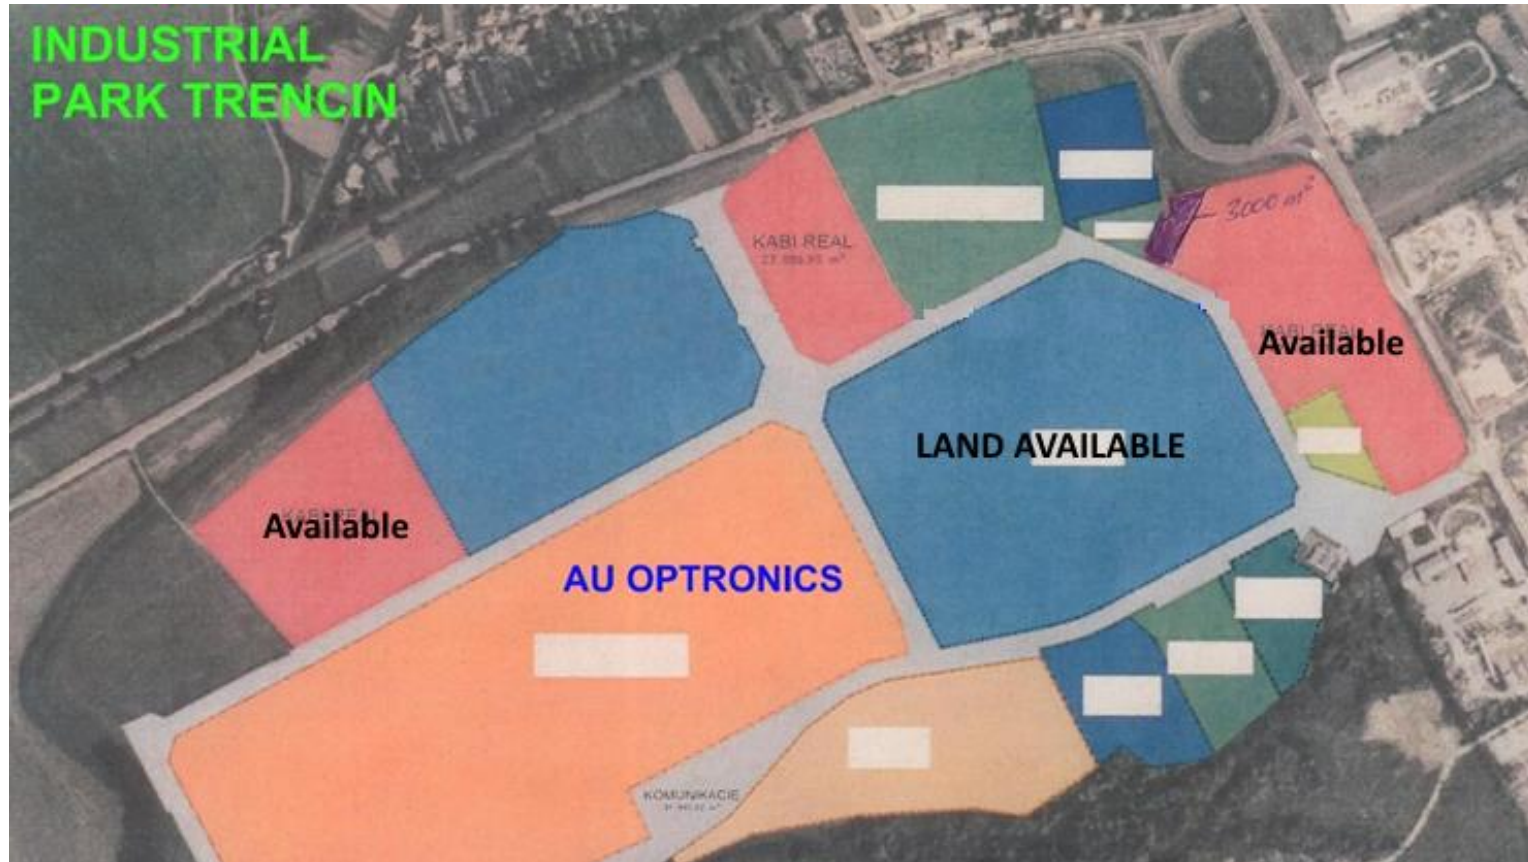 INDUSTRIAL
PARK TRENCIN
3000 m²
KABI REAL
Available
LAND AVAILABLE
Available
AU OPTRONICS
KOMUNIKACIE